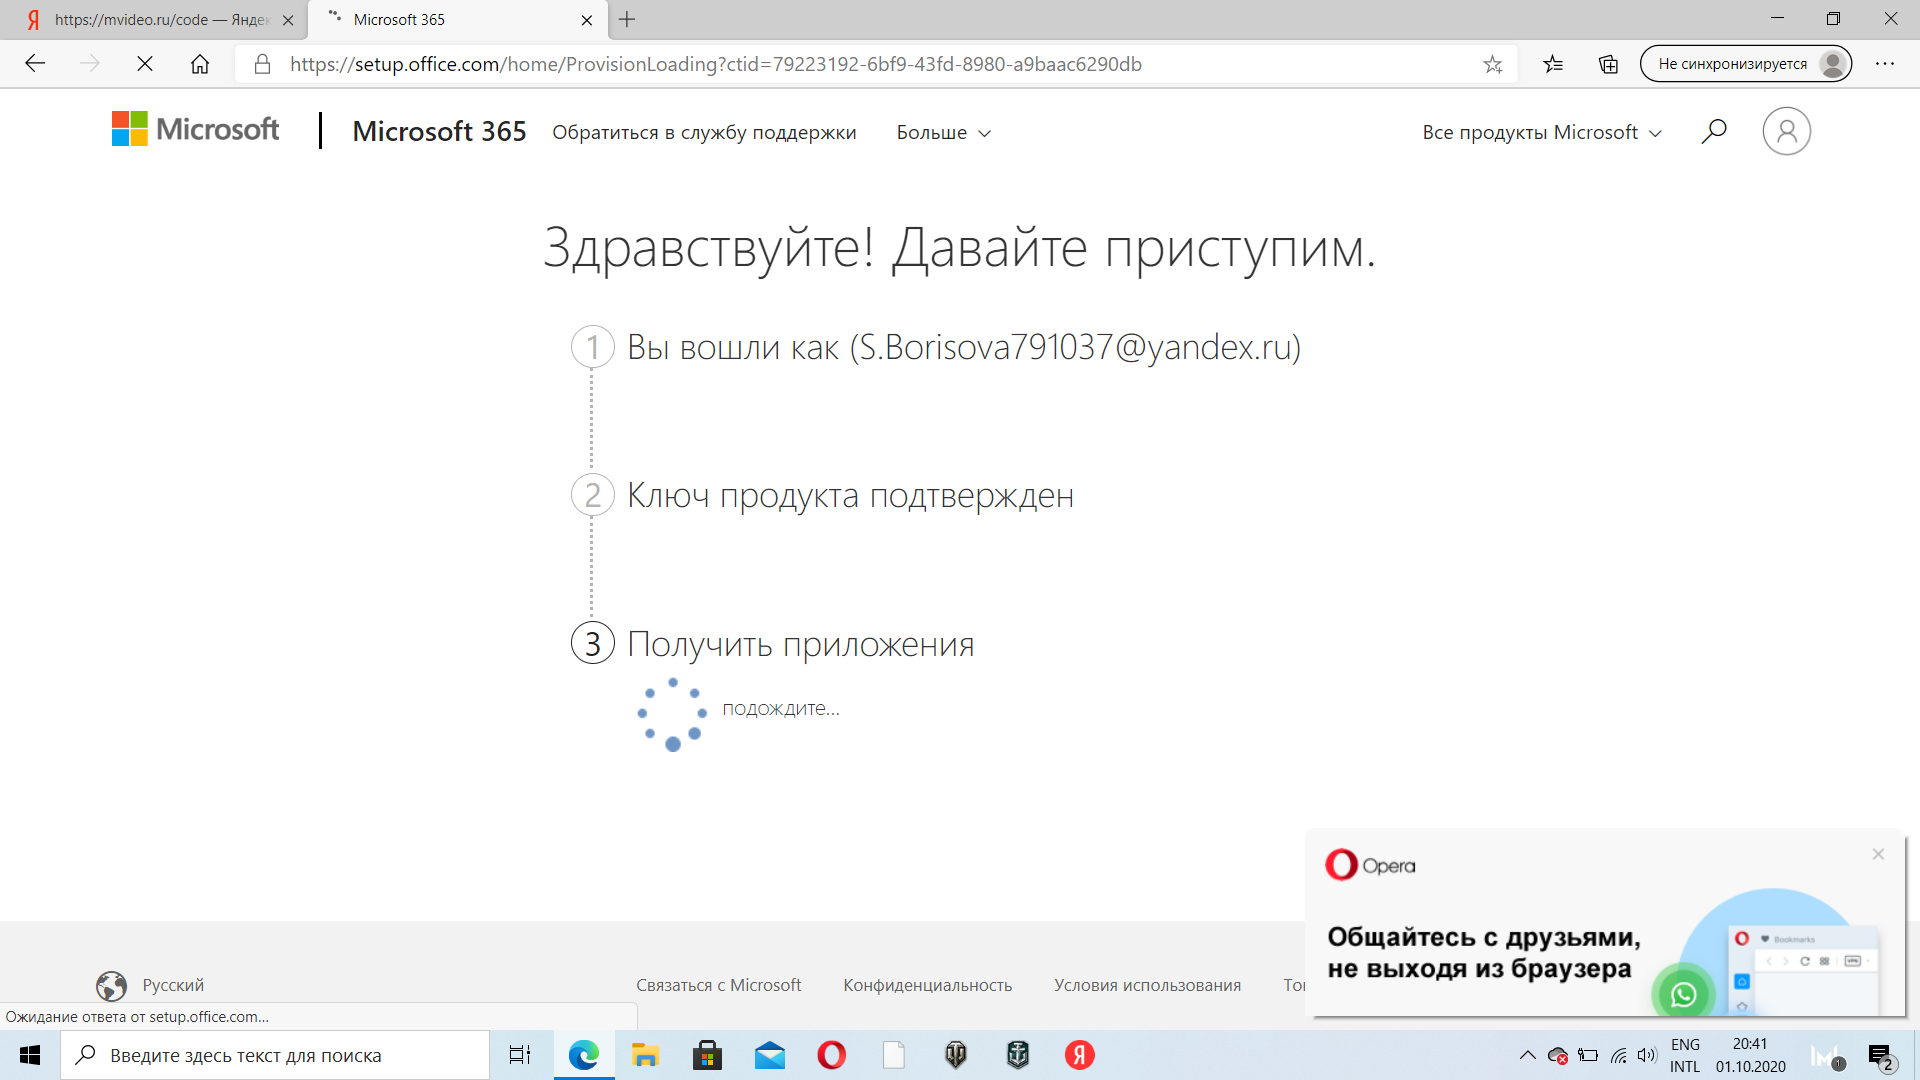 https://mvideo.ru/code — Яндек
Microsoft 365
https://setup.office.com/home/ProvisionLoading?ctid=79223192-6bf9-43fd-8980-a9baac6290db
Не синхронизируется
Microsoft
Microsoft 365
Обратиться в службу поддержки
Больше
Все продукты Microsoft
Здравствуйте! Давайте приступим.
1 Вы вошли как (S.Borisova791037@yandex.ru)
2 Ключ продукта подтвержден
3 Получить приложения
подождите...
Opera
Общайтесь с друзьями,
не выходя из браузера
Bookmarks
VPN
Русский
Связаться с Microsoft
Конфиденциальность
Условия использования
То
Ожидание ответа от setup.office.com...
Введите здесь текст для поиска
ENG
INTL
20:41
01.10.2020
1
2